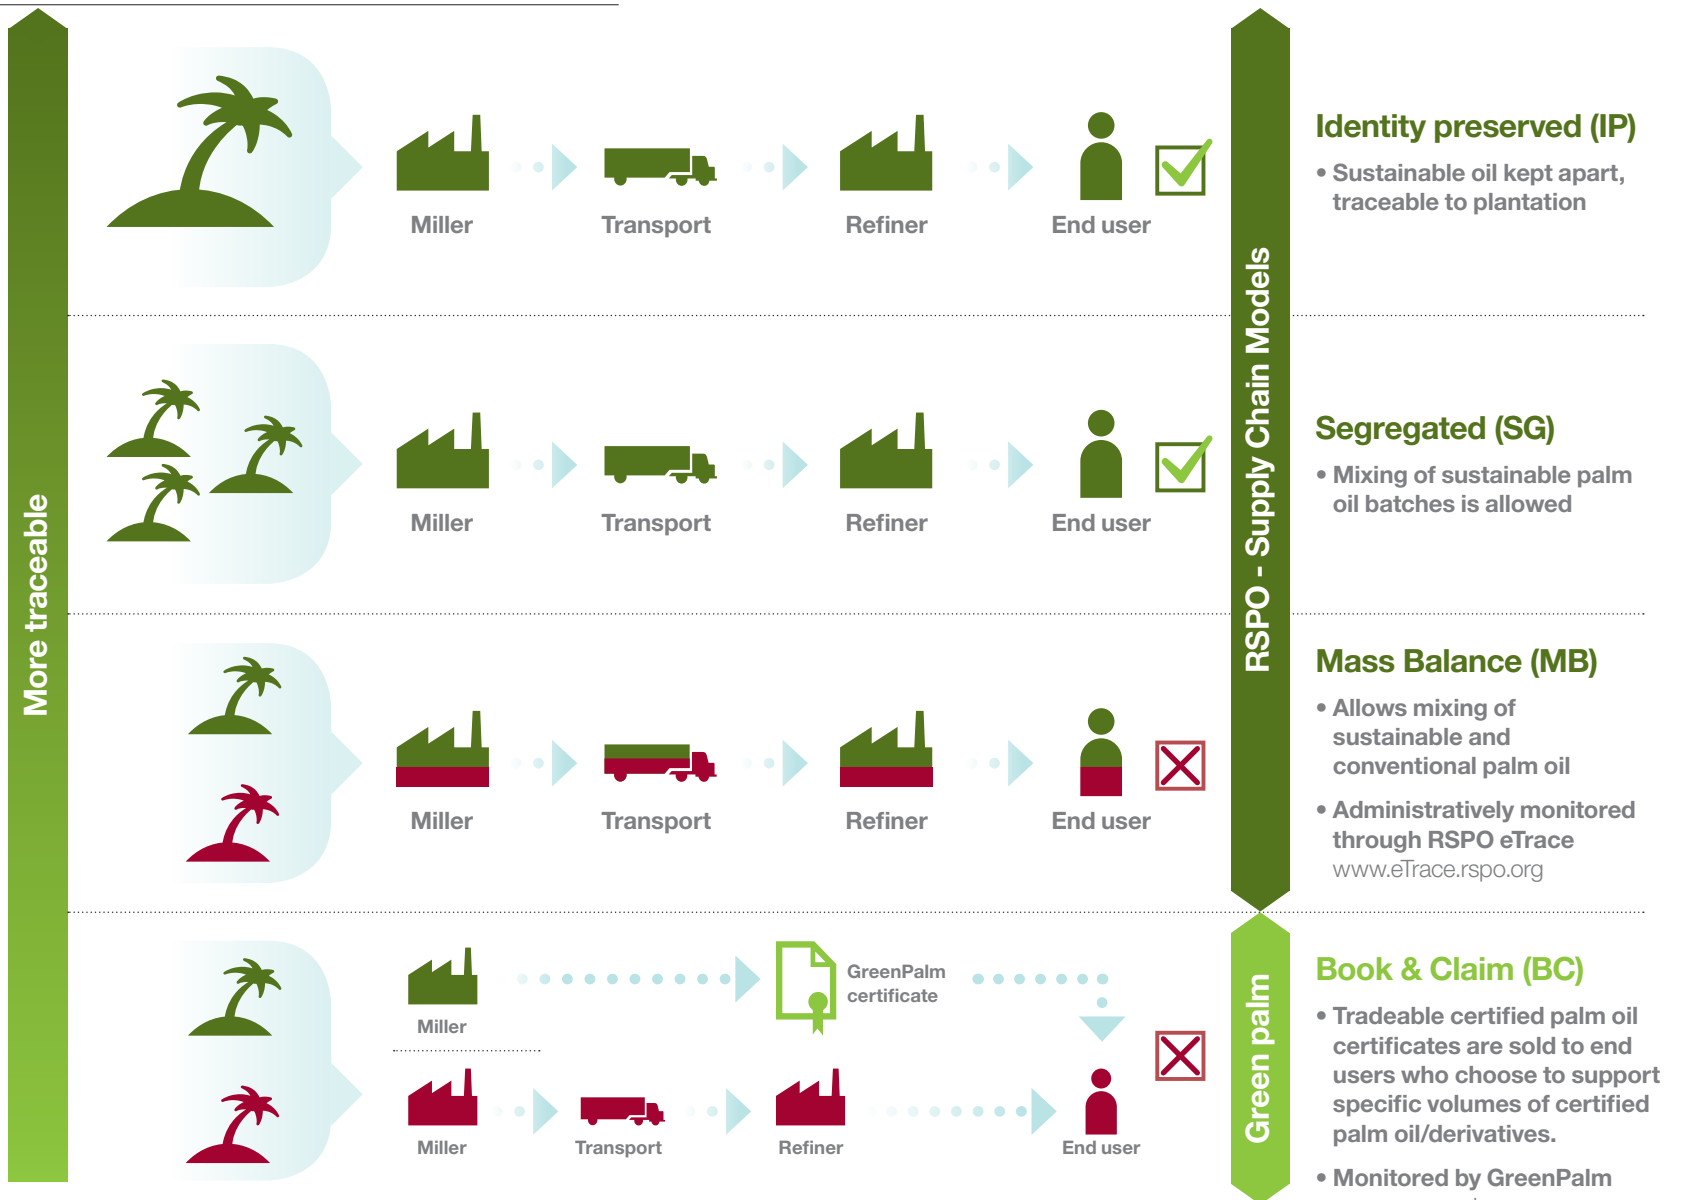 More traceable
Miller
Transport
Refiner
End user
RSPO - Supply Chain Models
Identity preserved (IP)
• Sustainable oil kept apart,
traceable to plantation
Miller
Transport
Refiner
End user
Segregated (SG)
• Mixing of sustainable palm
oil batches is allowed
Miller
Transport
Refiner
End user
Mass Balance (MB)
• Allows mixing of
sustainable and
conventional palm oil
• Administratively monitored
through RSPO eTrace
www.eTrace.rspo.org
Miller
GreenPalm
certificate
Miller
Transport
Refiner
End user
Green palm
Book & Claim (BC)
• Tradeable certified palm oil
certificates are sold to end
users who choose to support
specific volumes of certified
palm oil/derivatives.
• Monitored by GreenPalm